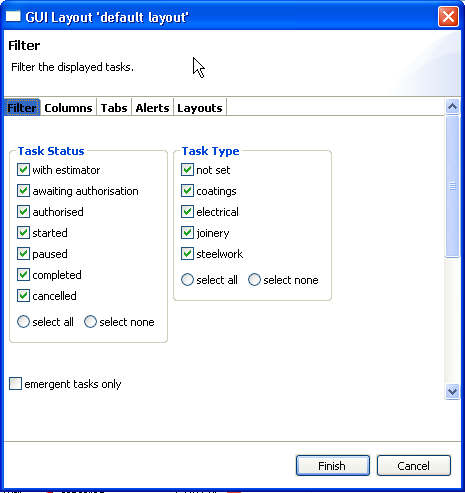 GUI Layout 'default layout'
Filter
Filter the displayed tasks.
Filter Columns Tabs Alerts Layouts
Task Status
with estimator
awaiting authorisation
authorised
started
paused
completed
cancelled
select all select none
Task Type
not set
coatings
electrical
joinery
steelwork
select all select none
emergent tasks only
Finish Cancel